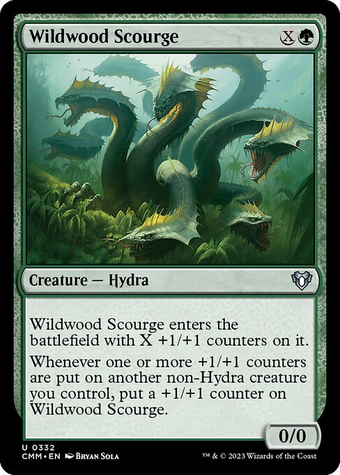 Wildwood Scourge X
Creature — Hydra
Wildwood Scourge enters the
battlefield with X +1/+1 counters on it.
Whenever one or more +1/+1 counters
are put on another non-Hydra creature
you control, put a +1/+1 counter on
Wildwood Scourge.
0/0
U 0332
CMM • EN Bryan Sola
™ & © 2023 Wizards of the Coast